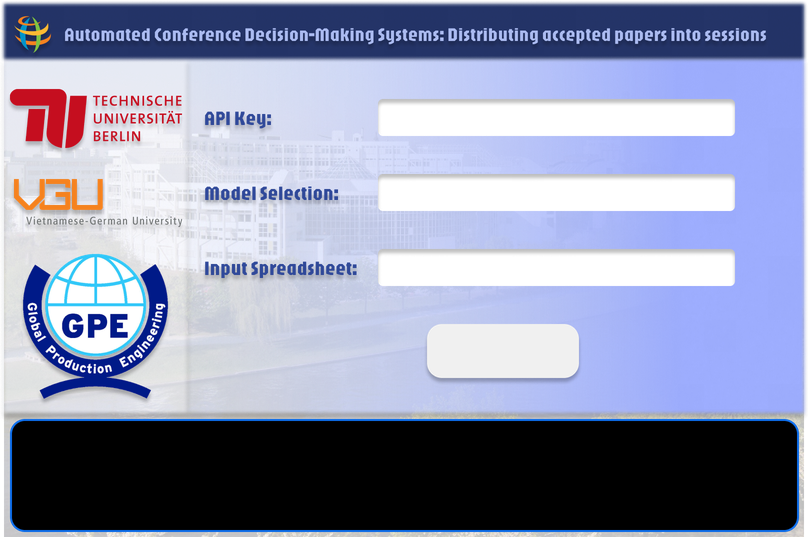 Automated Conference Decision-Making Systems: Distributing accepted papers into sessions
TECHNISCHE
UNIVERSITÄT
BERLIN
VGU
Vietnamese-German University
GPE
Global Production Engineering
API Key:
Model Selection:
Input Spreadsheet: